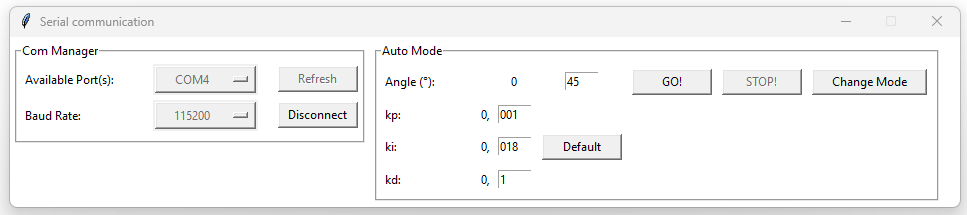 Serial communication
Com Manager
Available Port(s): COM4 Refresh
Baud Rate: 115200 Disconnect
Auto Mode
Angle (°): 0 45 GO! STOP! Change Mode
kp: 0, 001
ki: 0, 018 Default
kd: 0, 1